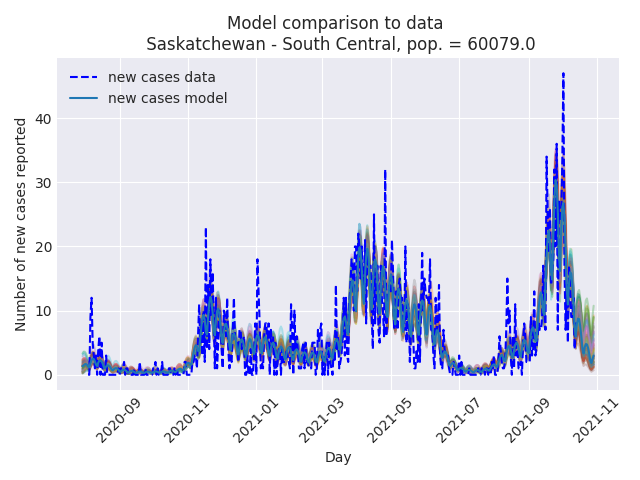 Model comparison to data
Saskatchewan - South Central, pop. = 60079.0
new cases data
new cases model
Number of new cases reported
40
30
20
10
0
2020-09
2020-11
2021-01
2021-03
2021-05
2021-07
2021-09
2021-11
Day